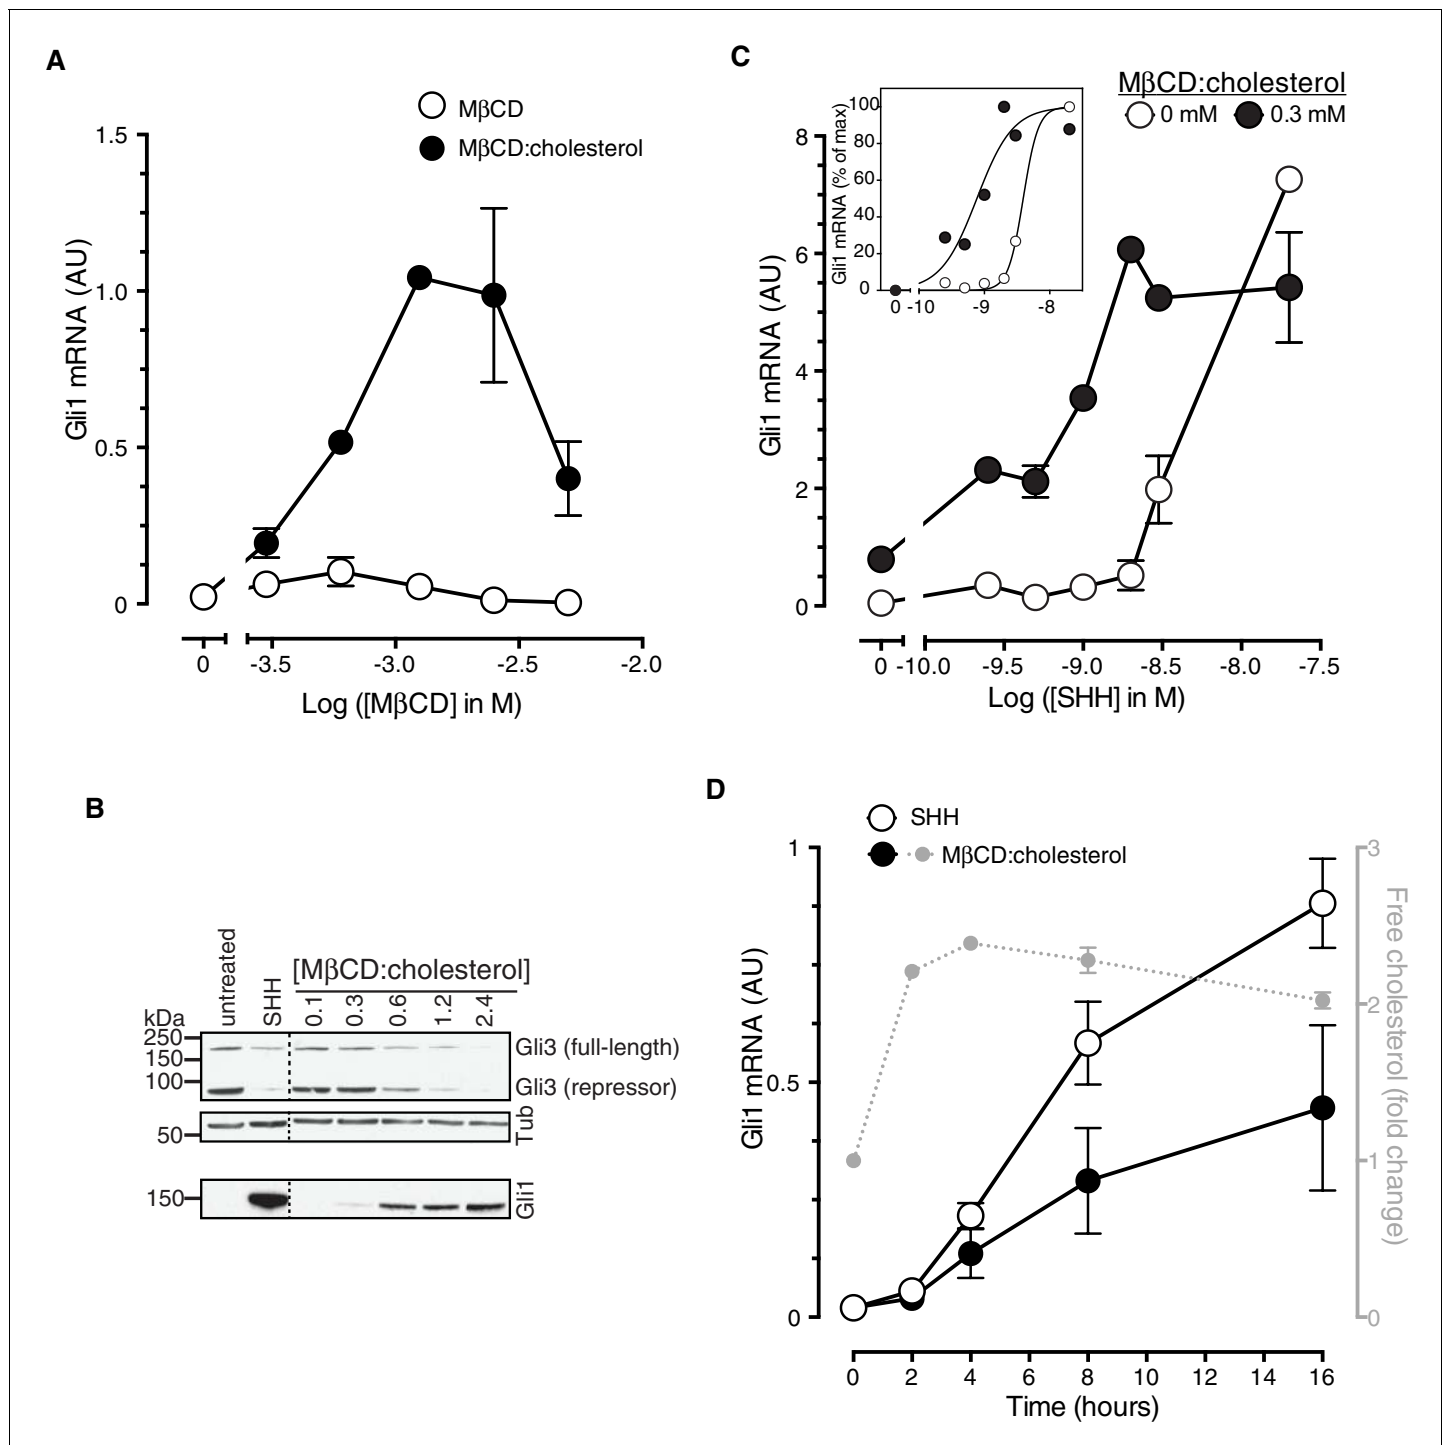 A
MβCD
MβCD:cholesterol
1.5
1.0
0.5
0
Gli1 mRNA (AU)
0 -3.5 -3.0 -2.5 -2.0
Log ([MβCD] in M)
C
MβCD:cholesterol
0 mM 0.3 mM
100
80
60
40
20
0
Gli1 mRNA (% of max)
0 -10 -9 -8
8
6
4
2
0
Gli1 mRNA (AU)
0 -10.0 -9.5 -9.0 -8.5 -8.0 -7.5
Log ([SHH] in M)
B
untreated
SHH
[MβCD:cholesterol]
0.1 0.3 0.6 1.2 2.4
kDa
250
150
100
50
150
Gli3 (full-length)
Gli3 (repressor)
Tub
Gli1
D
SHH
MβCD:cholesterol
1
0.5
0
Gli1 mRNA (AU)
3
2
1
0
Free cholesterol (fold change)
0 2 4 6 8 10 12 14 16
Time (hours)